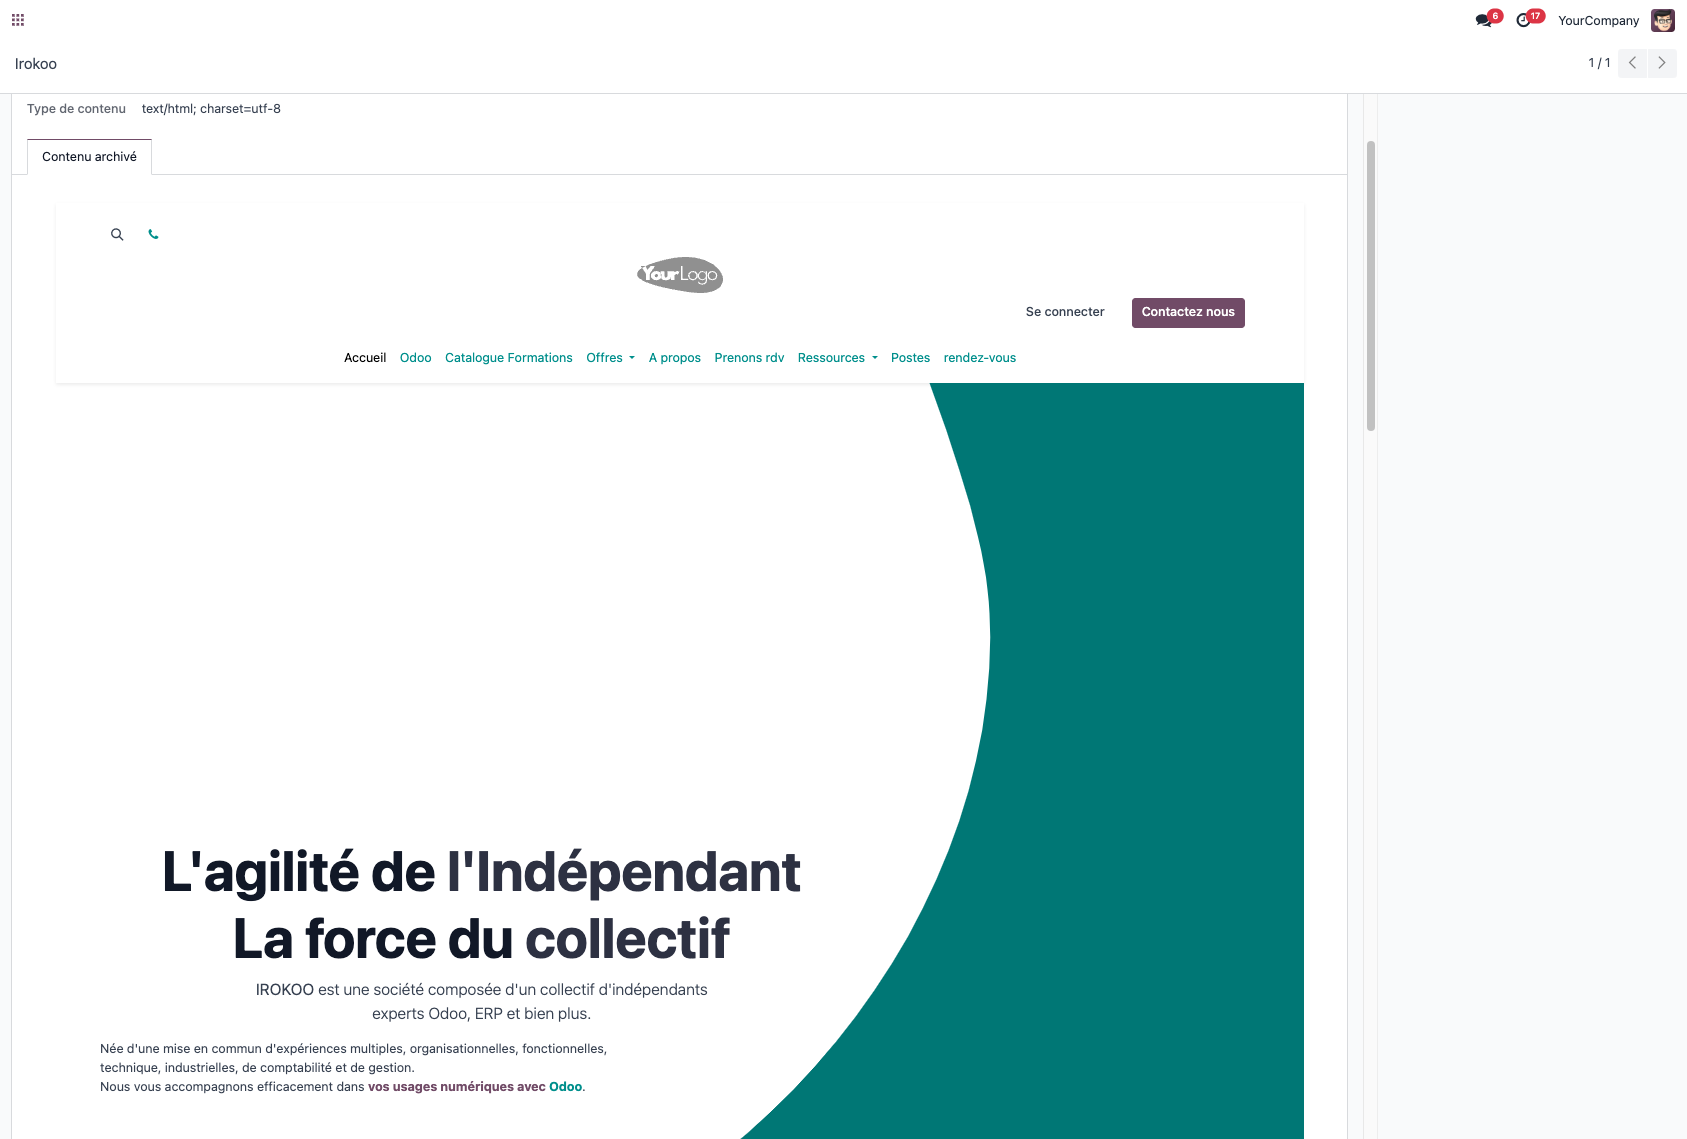 6
17
YourCompany
Irokoo
1 / 1
Type de contenu text/html; charset=utf-8
Contenu archivé
YourLogo
Se connecter
Contactez nous
Accueil Odoo Catalogue Formations Offres A propos Prenons rdv Ressources Postes rendez-vous
L'agilité de l'Indépendant
La force du collectif
IROKOO est une société composée d'un collectif d'indépendants
experts Odoo, ERP et bien plus.
Née d'une mise en commun d'expériences multiples, organisationnelles, fonctionnelles,
technique, industrielles, de comptabilité et de gestion.
Nous vous accompagnons efficacement dans vos usages numériques avec Odoo.